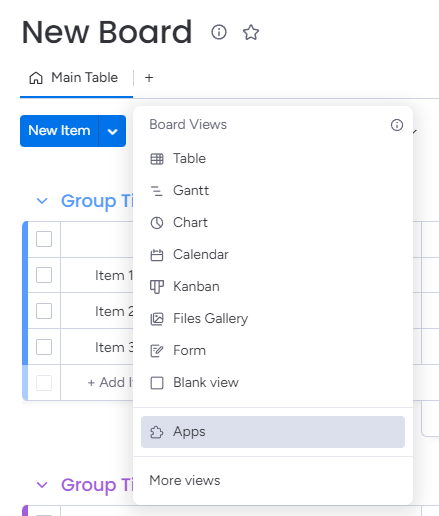 New Board
Main Table
+
New Item
Board Views
Table
Gantt
Chart
Calendar
Kanban
Files Gallery
Form
Blank view
Apps
More views
Group Ti
Item 1
Item 2
Item 3
+ Add It
Group Ti